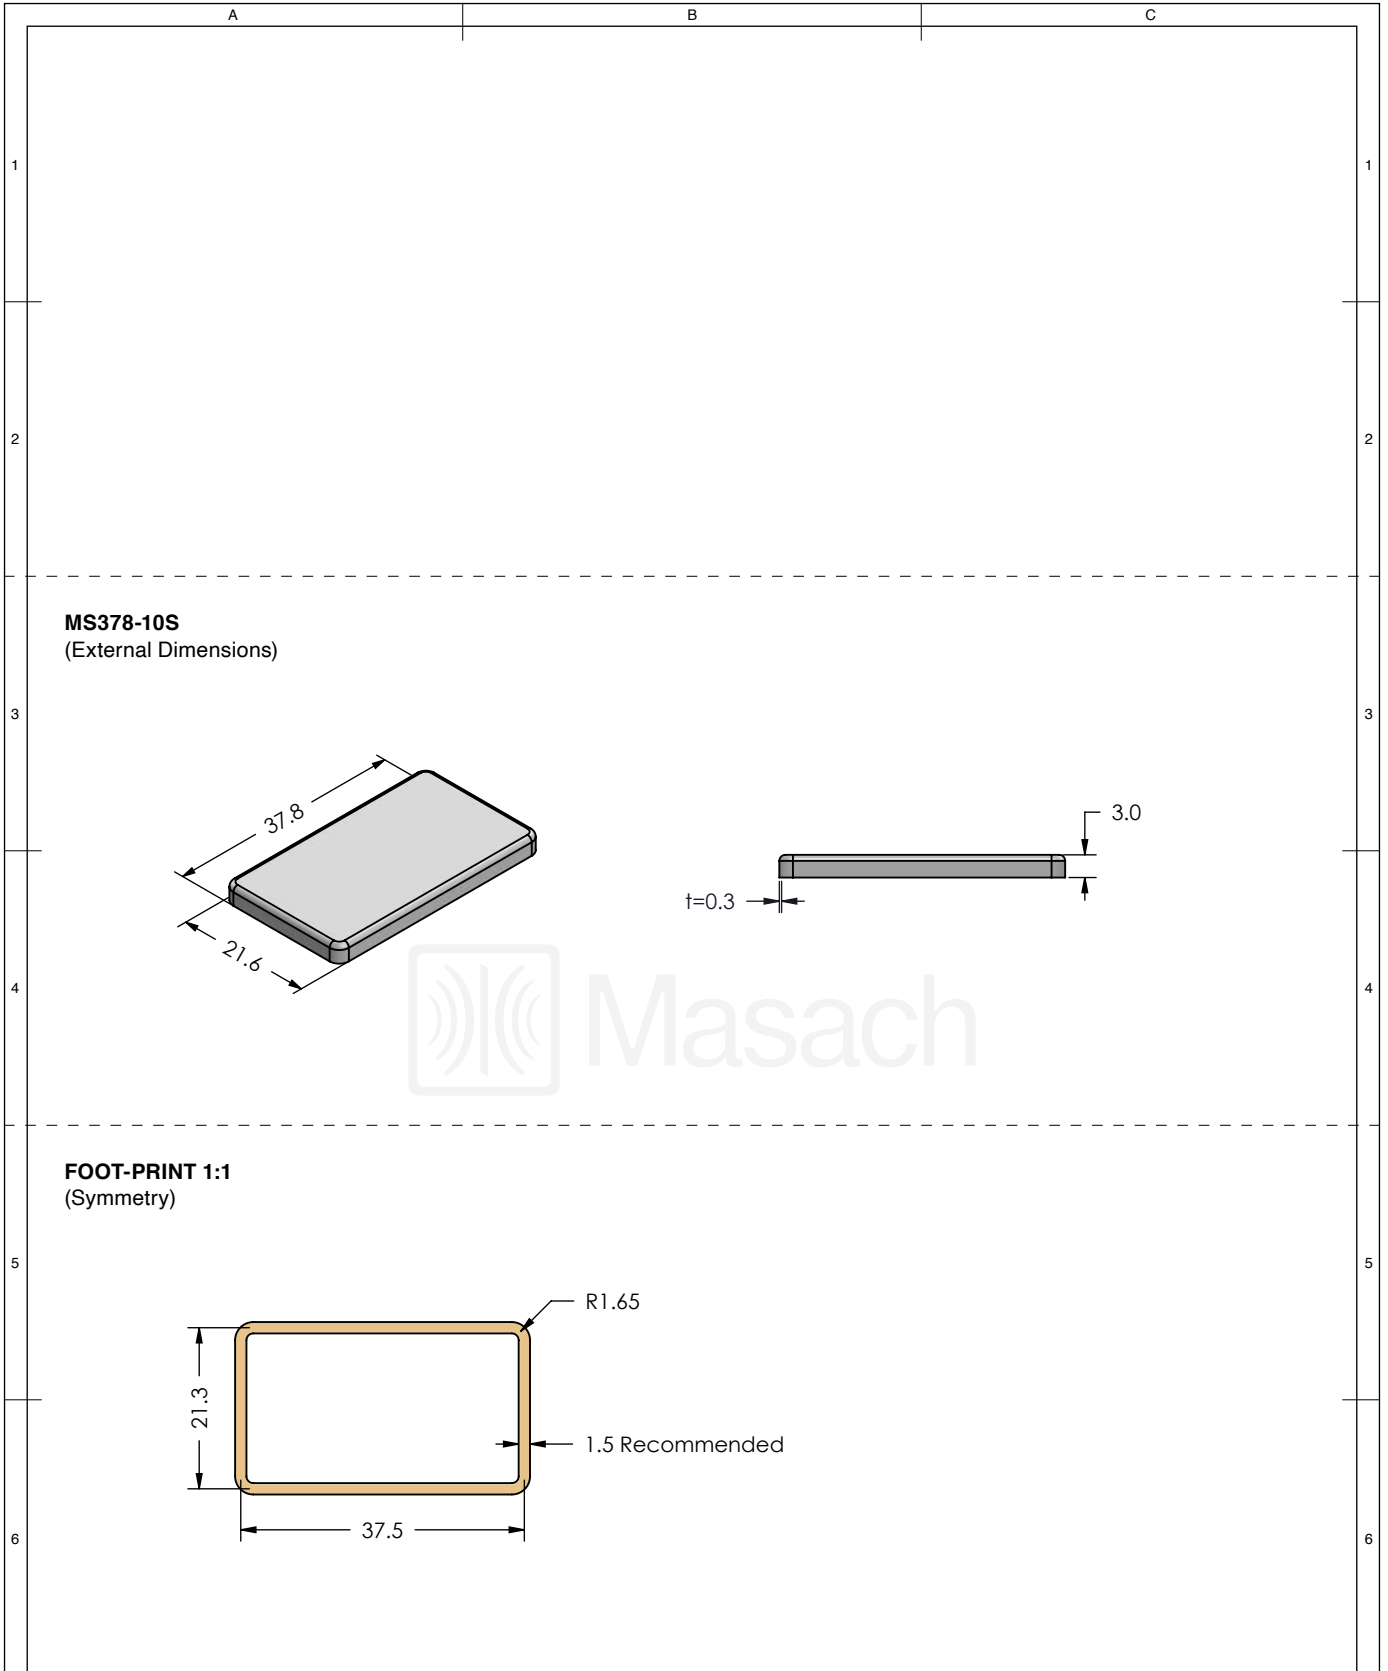 A B C
1 1
2 2
MS378-10S
(External Dimensions)
3 3
37.8
3.0
t=0.3
21.6
Masach
4 4
FOOT-PRINT 1:1
(Symmetry)
5 5
R1.65
21.3
1.5 Recommended
37.5
6 6